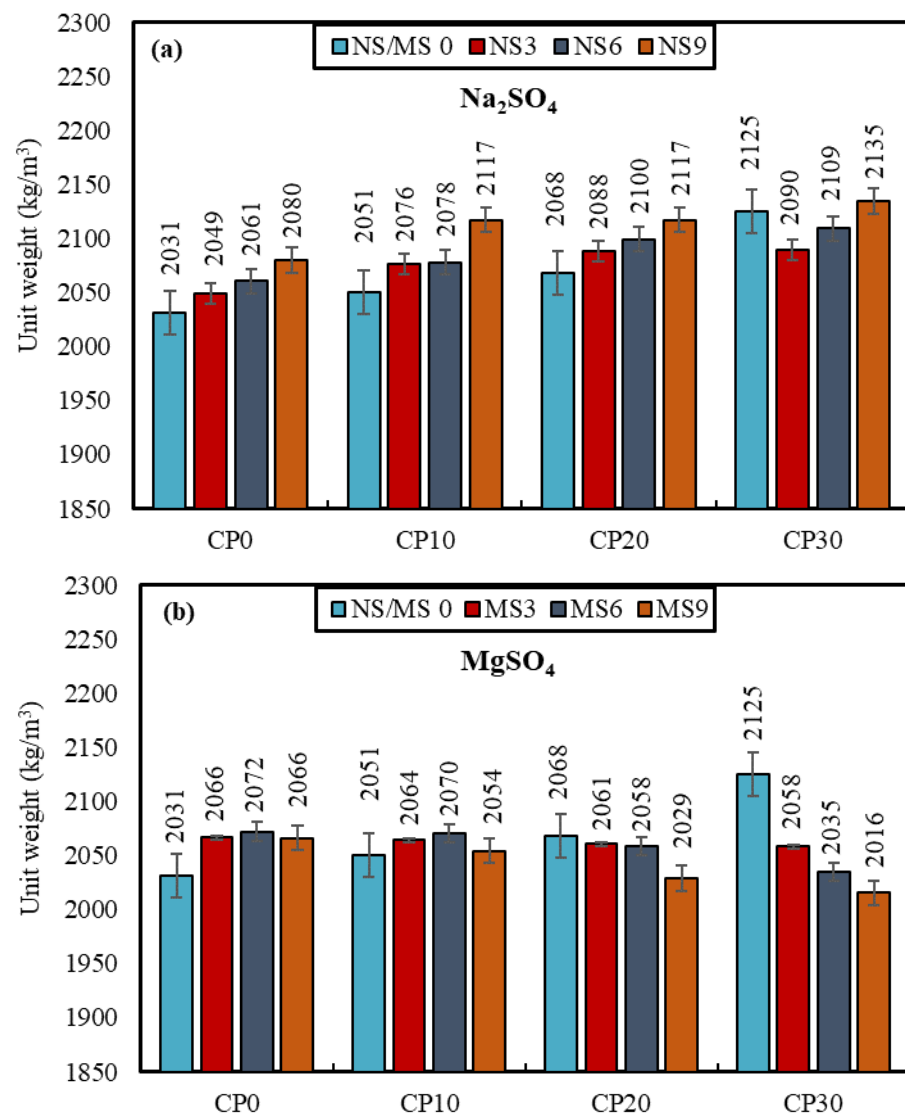 (a)
NS/MS 0 NS3 NS6 NS9
Na₂SO₄
Unit weight (kg/m³)
2300
2250
2200
2150
2100
2050
2000
1950
1900
1850
2031 2049 2061 2080
2051 2076 2078 2117
2068 2088 2100 2117
2125 2090 2109 2135
CP0 CP10 CP20 CP30
(b)
NS/MS 0 MS3 MS6 MS9
MgSO₄
Unit weight (kg/m³)
2300
2250
2200
2150
2100
2050
2000
1950
1900
1850
2031 2066 2072 2066
2051 2064 2070 2054
2068 2061 2058 2029
2125 2058 2035 2016
CP0 CP10 CP20 CP30